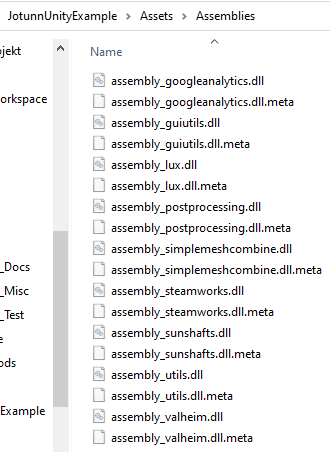 JotunnUnityExample > Assets > Assemblies
ojekt
orkspace
_Docs
_Misc
_Test
e
ods
Example
Name
assembly_googleanalytics.dll
assembly_googleanalytics.dll.meta
assembly_guiutils.dll
assembly_guiutils.dll.meta
assembly_lux.dll
assembly_lux.dll.meta
assembly_postprocessing.dll
assembly_postprocessing.dll.meta
assembly_simplemeshcombine.dll
assembly_simplemeshcombine.dll.meta
assembly_steamworks.dll
assembly_steamworks.dll.meta
assembly_sunshafts.dll
assembly_sunshafts.dll.meta
assembly_utils.dll
assembly_utils.dll.meta
assembly_valheim.dll
assembly_valheim.dll.meta